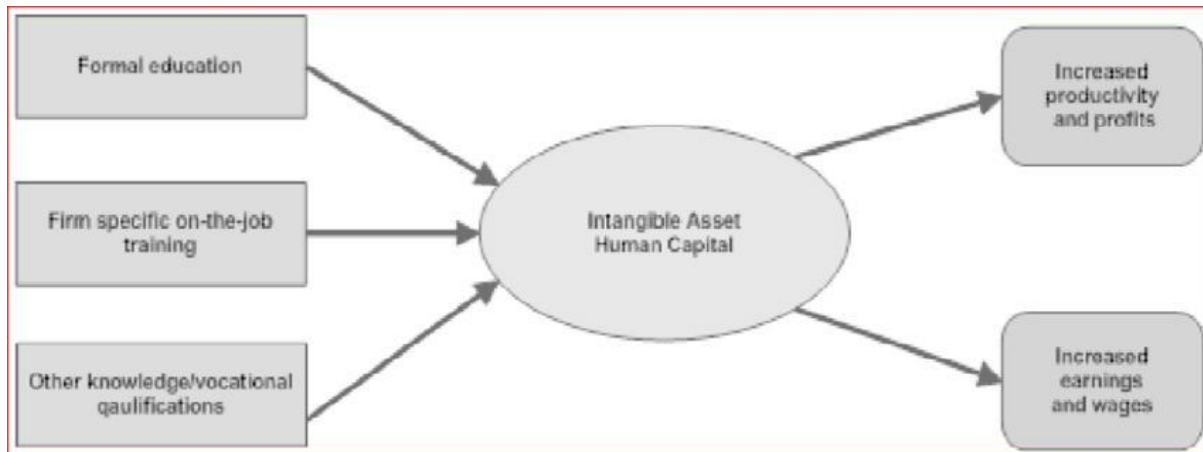 Formal education
Firm specific on-the-job
training
Other knowledge/vocational
qaulifications
Intangible Asset
Human Capital
Increased
productivity
and profits
Increased
earnings
and wages